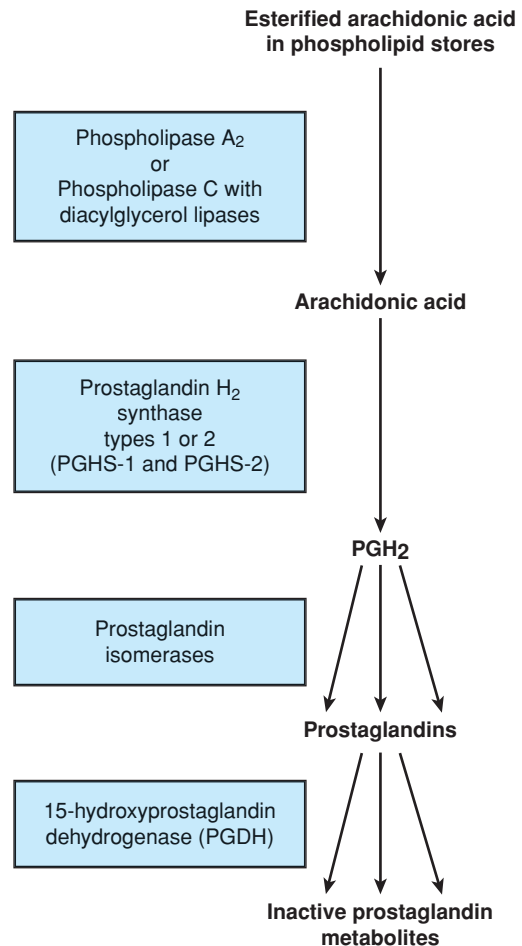 Esterified arachidonic acid
in phospholipid stores
Phospholipase A₂
or
Phospholipase C with
diacylglycerol lipases
Arachidonic acid
Prostaglandin H₂
synthase
types 1 or 2
(PGHS-1 and PGHS-2)
PGH₂
Prostaglandin
isomerases
Prostaglandins
15-hydroxyprostaglandin
dehydrogenase (PGDH)
Inactive prostaglandin
metabolites